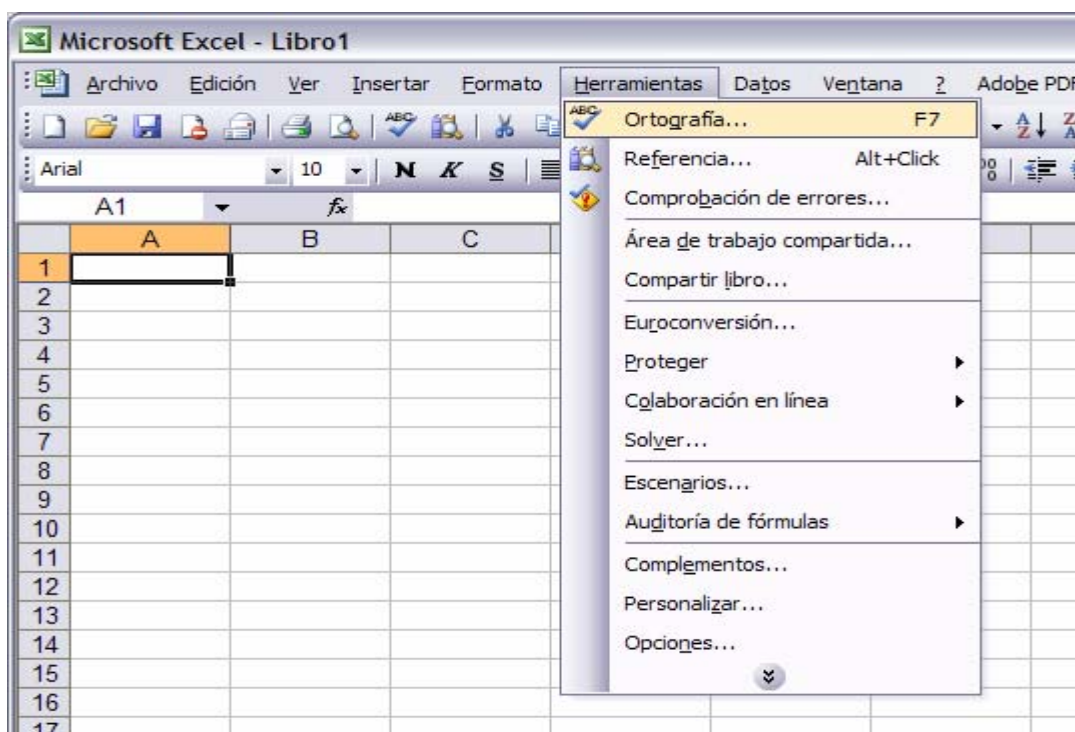 Microsoft Excel - Libro1
Archivo Edición Ver Insertar Formato Herramientas Datos Ventana ? Adobe PDF
ABC
Arial 10 N K S
A1 fx
A B C
1
2
3
4
5
6
7
8
9
10
11
12
13
14
15
16
17
ABC Ortografía... F7
Referencia... Alt+Click
Comprobación de errores...
Área de trabajo compartida...
Compartir libro...
Euroconversión...
Proteger
Colaboración en línea
Solver...
Escenarios...
Auditoría de fórmulas
Complementos...
Personalizar...
Opciones...